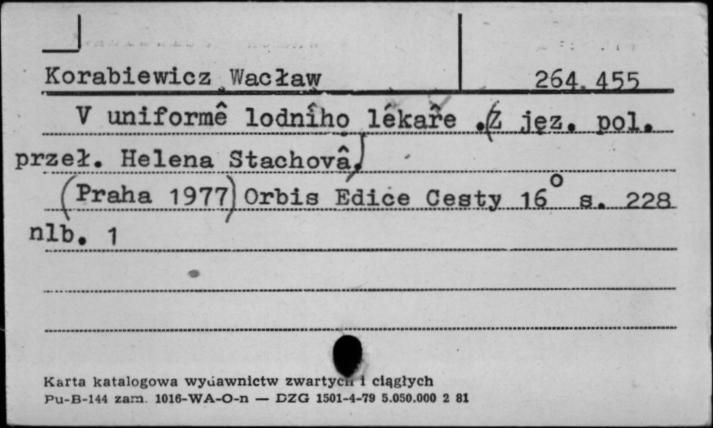 Korabiewicz Wacław 264.455
V uniformê lodního lékaře .(Z jęz. pol.
przeł. Helena Stachovâ.)
(Praha 1977) Orbis Edice Cesty 16° s. 228
nlb. 1
Karta katalogowa wydawnictw zwartych i ciągłych
Pu-B-144 zam. 1016-WA-O-n — DZG 1501-4-79 5.050.000 2 81